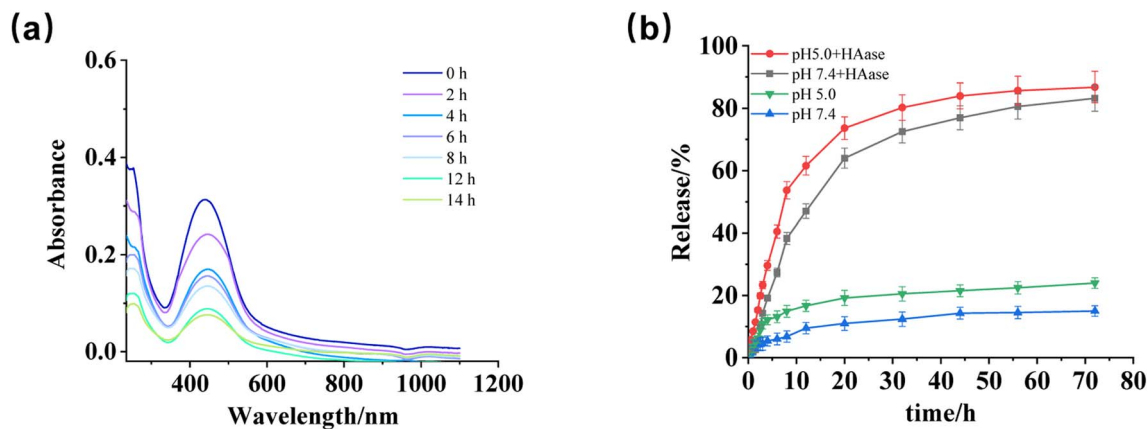 (a)
0.6
0.4
0.2
0.0
Absorbance
400
600
800
1000
1200
Wavelength/nm
0 h
2 h
4 h
6 h
8 h
12 h
14 h
(b)
100
80
60
40
20
0
Release/%
0
10
20
30
40
50
60
70
80
time/h
pH5.0+HAase
pH 7.4+HAase
pH 5.0
pH 7.4